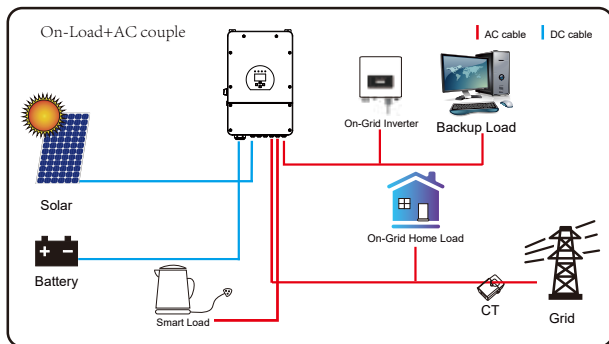 On-Load+AC couple
AC cable
DC cable
On-Grid Inverter
Backup Load
Solar
On-Grid Home Load
Battery
Smart Load
CT
Grid